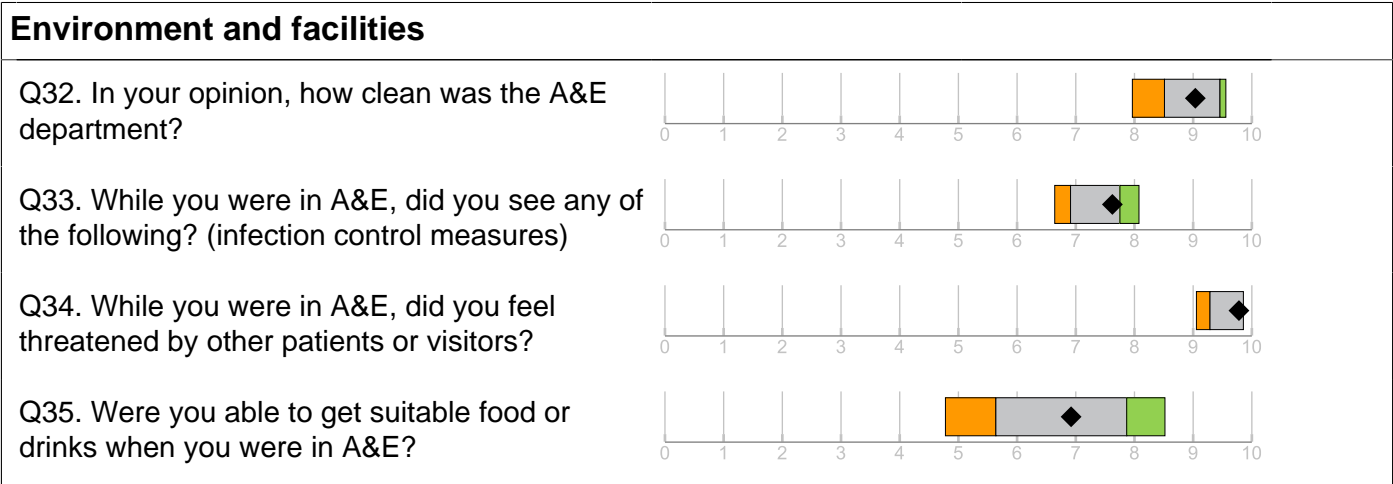 Environment and facilities
Q32. In your opinion, how clean was the A&E
department?
0 1 2 3 4 5 6 7 8 9 10
Q33. While you were in A&E, did you see any of
the following? (infection control measures)
0 1 2 3 4 5 6 7 8 9 10
Q34. While you were in A&E, did you feel
threatened by other patients or visitors?
0 1 2 3 4 5 6 7 8 9 10
Q35. Were you able to get suitable food or
drinks when you were in A&E?
0 1 2 3 4 5 6 7 8 9 10